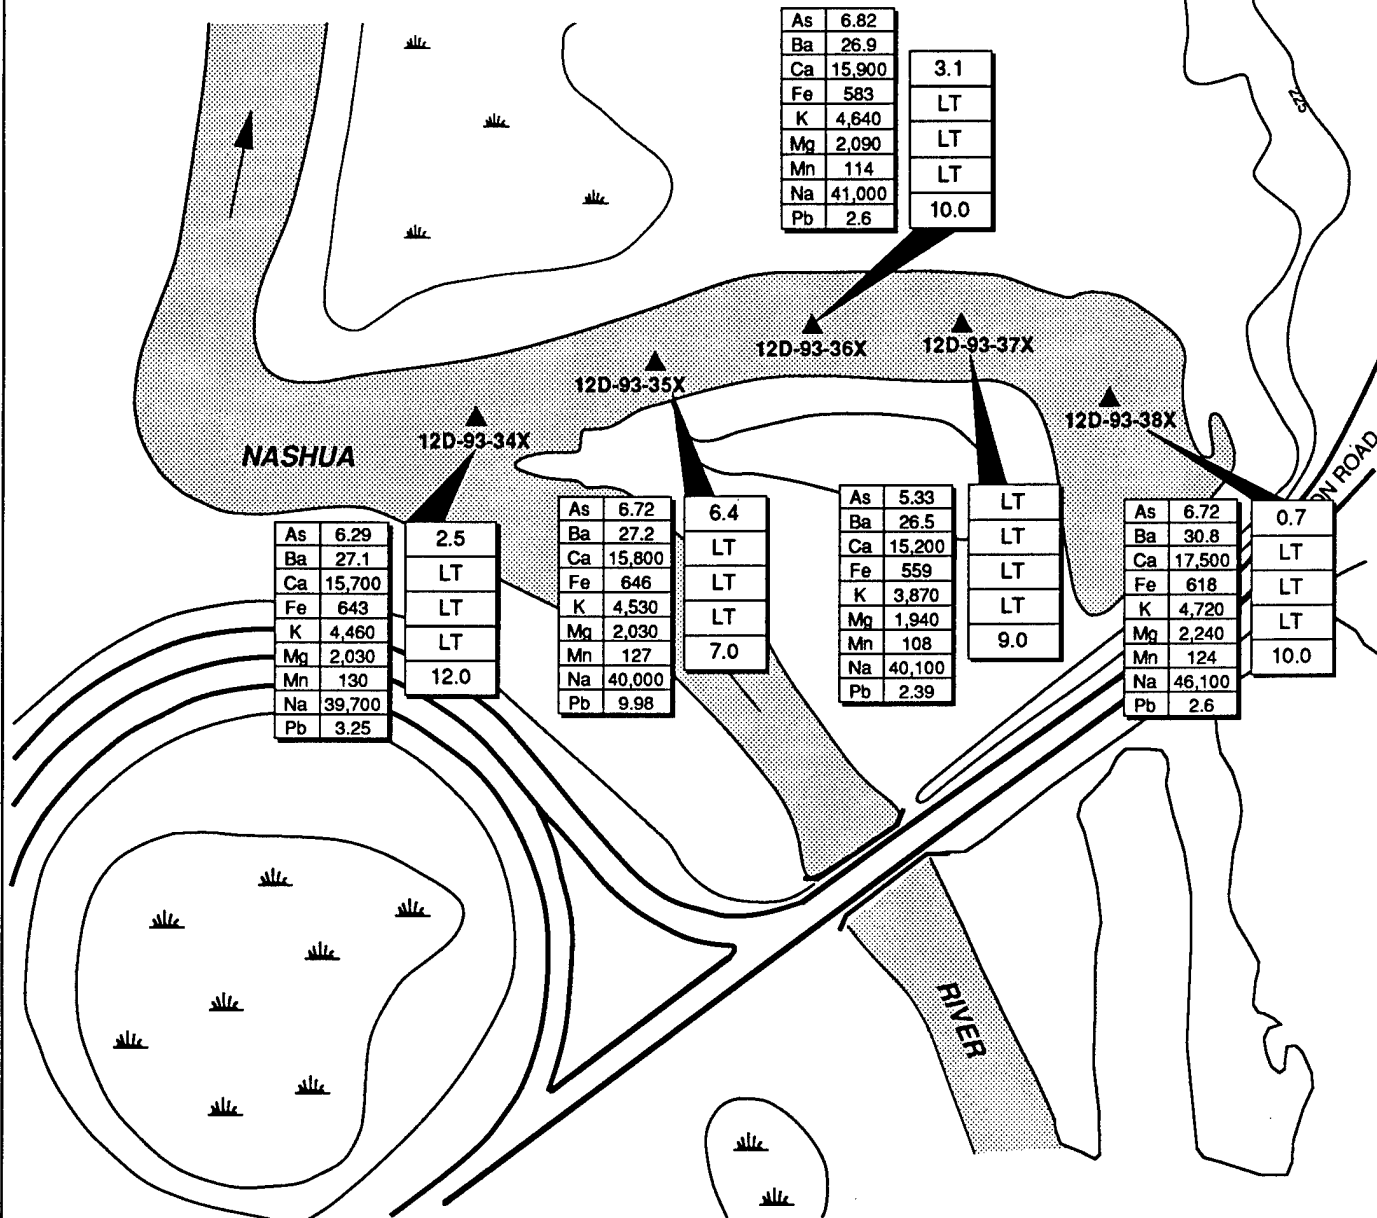 As 6.82
Ba 26.9
Ca 15,900
Fe 583
K 4,640
Mg 2,090
Mn 114
Na 41,000
Pb 2.6
3.1
LT
LT
LT
10.0
225
12D-93-36X
12D-93-37X
12D-93-35X
12D-93-38X
12D-93-34X
NASHUA
ON ROAD
As 6.29
Ba 27.1
Ca 15,700
Fe 643
K 4,460
Mg 2,030
Mn 130
Na 39,700
Pb 3.25
2.5
LT
LT
LT
12.0
As 6.72
Ba 27.2
Ca 15,800
Fe 646
K 4,530
Mg 2,030
Mn 127
Na 40,000
Pb 9.98
6.4
LT
LT
LT
7.0
As 5.33
Ba 26.5
Ca 15,200
Fe 559
K 3,870
Mg 1,940
Mn 108
Na 40,100
Pb 2.39
LT
LT
LT
LT
9.0
As 6.72
Ba 30.8
Ca 17,500
Fe 618
K 4,720
Mg 2,240
Mn 124
Na 46,100
Pb 2.6
0.7
LT
LT
LT
10.0
RIVER